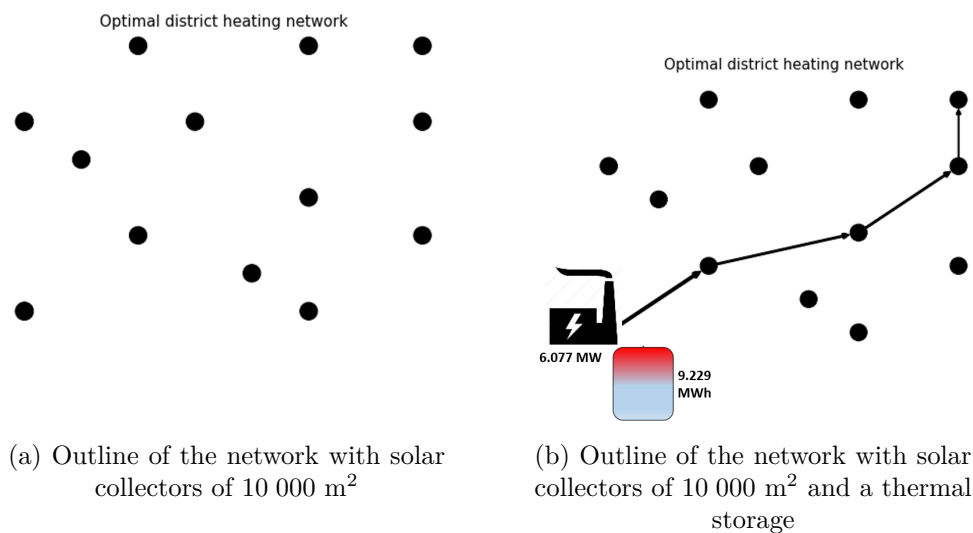 Optimal district heating network
(a) Outline of the network with solar
collectors of 10 000 m²
Optimal district heating network
6.077 MW
9.229
MWh
(b) Outline of the network with solar
collectors of 10 000 m² and a thermal
storage